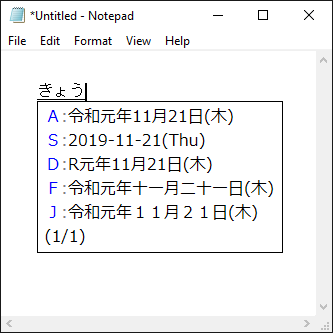 *Untitled - Notepad
File Edit Format View Help
きょう
A:令和元年11月21日(木)
S:2019-11-21(Thu)
D:R元年11月21日(木)
F:令和元年十一月二十一日(木)
J:令和元年１１月２１日(木)
(1/1)